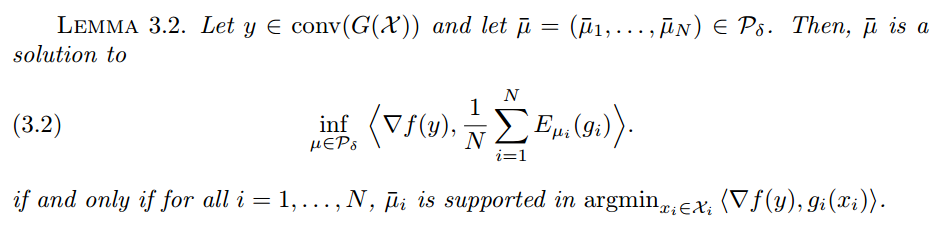 LEMMA 3.2. Let y ∈ conv(G(𝒳)) and let μ̄ = (μ̄₁, . . . , μ̄_N) ∈ 𝒫_δ. Then, μ̄ is a
solution to
(3.2) inf_{μ∈𝒫_δ} ⟨∇f(y), \frac{1}{N} ∑_{i=1}^{N} E_{μ_i}(g_i)⟩.
if and only if for all i = 1, . . . , N, μ̄_i is supported in argmin_{x_i∈𝒳_i} ⟨∇f(y), g_i(x_i)⟩.